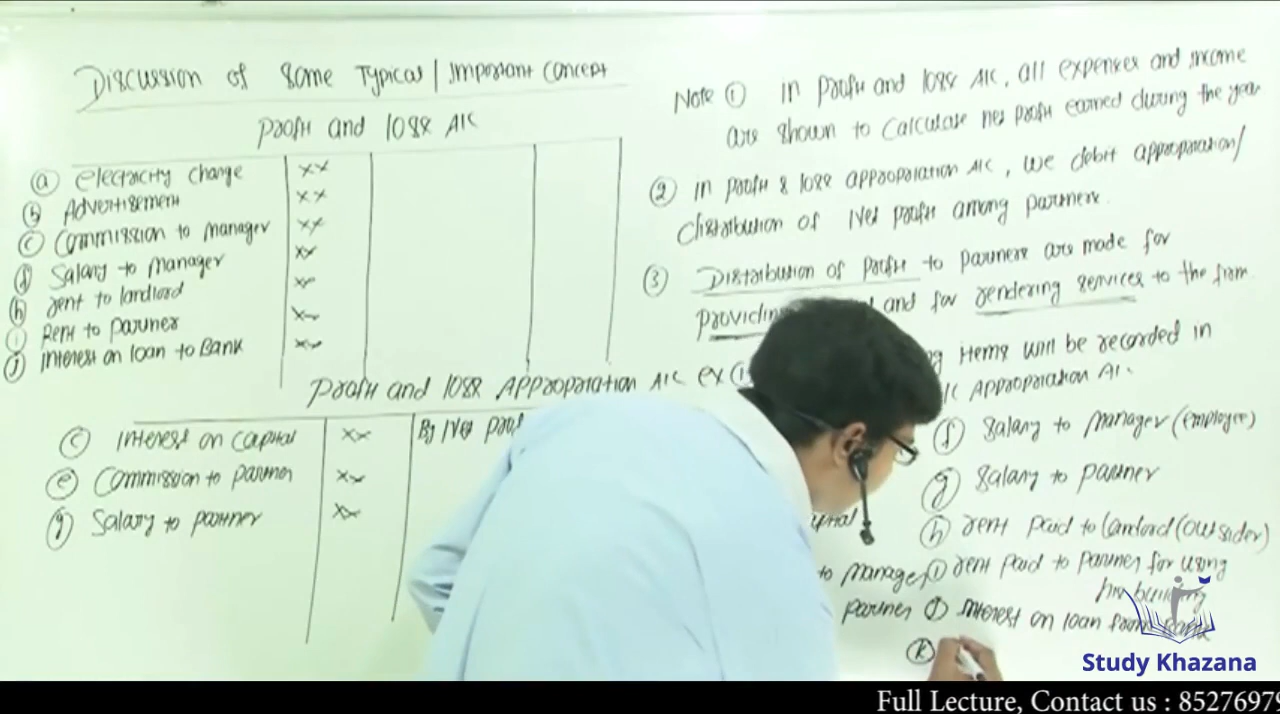 Discussion of Some Typical / Important Concept
Profit and loss A/c
(a) electricity change xx
(b) Advertisement xx
(c) Commission to manager xx
(d) Salary to manager xx
(h) rent to landlord xx
(i) Rent to partner xx
(j) Interest on loan to Bank xx
Profit and loss Appropriation A/c
(c) Interest on Capital xx
By Net prof
(e) Commission to partner xx
(g) Salary to partner xx
Note (1) In profit and loss A/c, all expenses and income
are shown to Calculate net profit earned during the year
(2) in profit & loss appropriation A/c, we debit appropriation/
distribution of Net profit among partners.
(3) Distribution of profit to partners are made for
and for rendering services to the firm.
items will be recorded in
Appropriation A/c.
(f) Salary to manager (employee)
(g) Salary to partner
(h) rent paid to landlord (outsider)
to manager
(i) rent paid to partner for using
his building
partner
(j) interest on loan from Bank
(k)
Study Khazana
Full Lecture, Contact us : 8527697